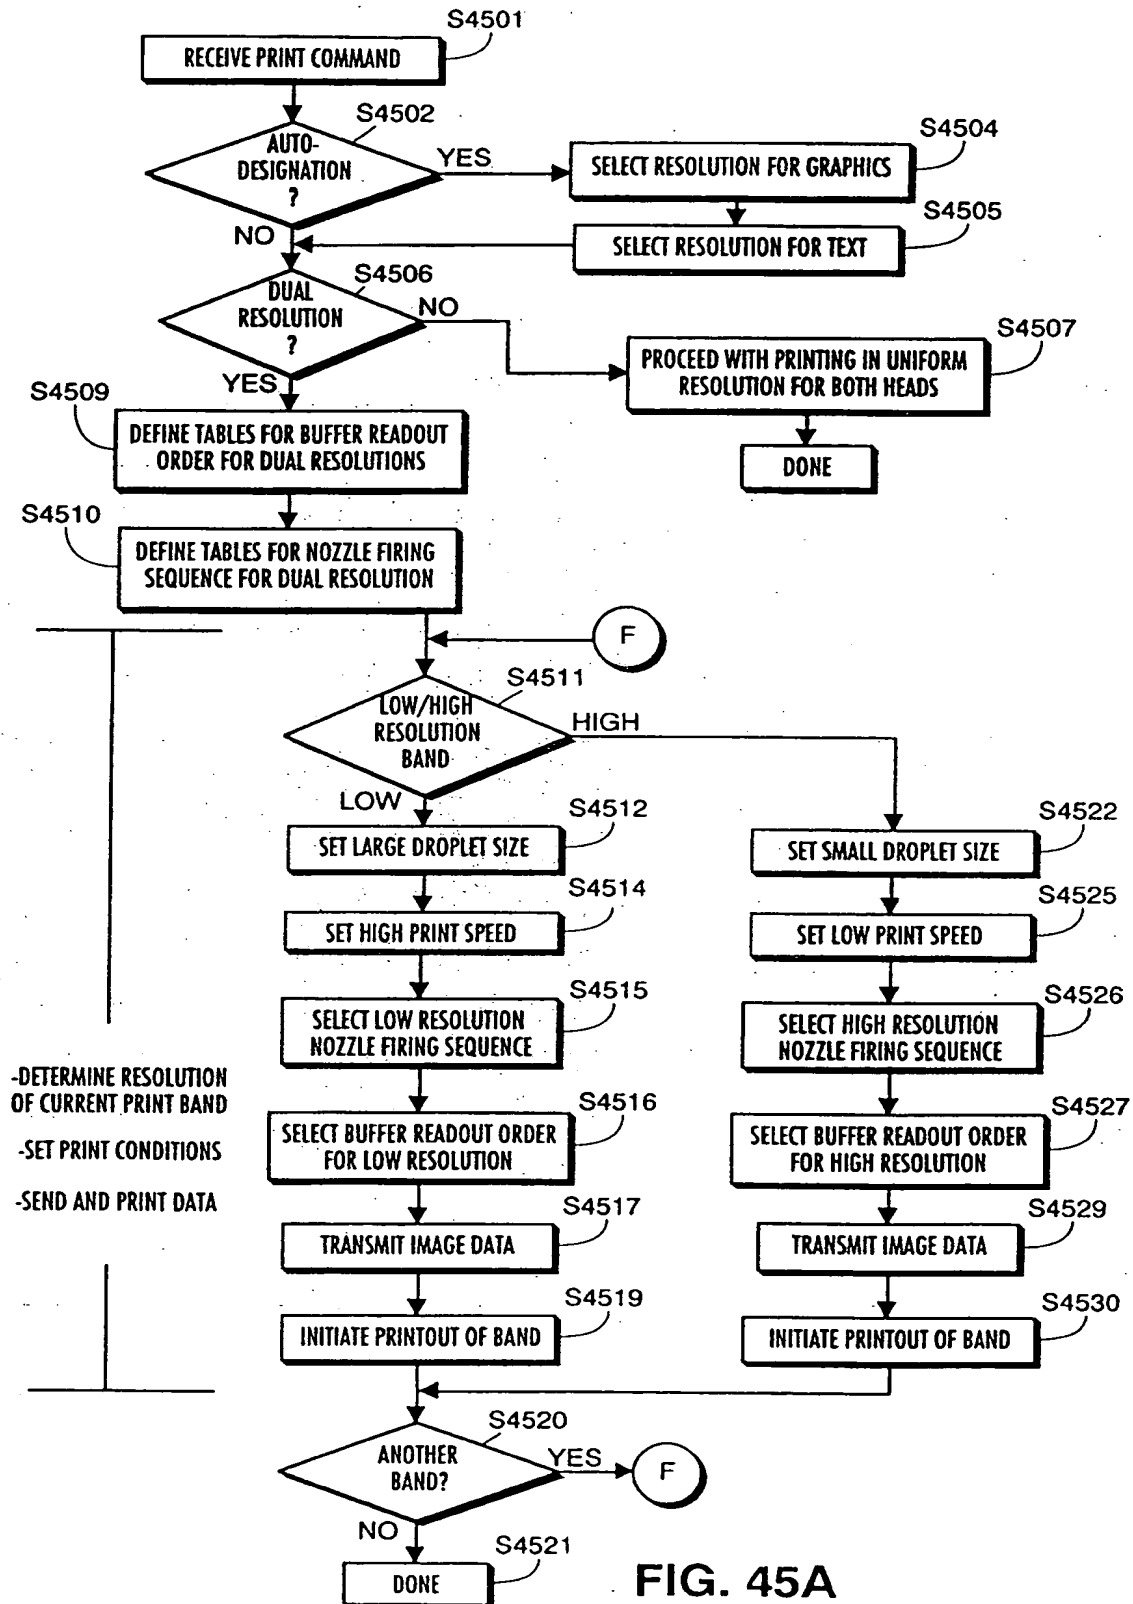 S4501
RECEIVE PRINT COMMAND
S4502
AUTO-
DESIGNATION
?
YES
S4504
SELECT RESOLUTION FOR GRAPHICS
S4505
SELECT RESOLUTION FOR TEXT
NO
S4506
DUAL
RESOLUTION
?
NO
S4507
PROCEED WITH PRINTING IN UNIFORM
RESOLUTION FOR BOTH HEADS
DONE
YES
S4509
DEFINE TABLES FOR BUFFER READOUT
ORDER FOR DUAL RESOLUTIONS
S4510
DEFINE TABLES FOR NOZZLE FIRING
SEQUENCE FOR DUAL RESOLUTION
F
S4511
LOW/HIGH
RESOLUTION
BAND
HIGH
LOW
S4512
SET LARGE DROPLET SIZE
S4514
SET HIGH PRINT SPEED
S4515
SELECT LOW RESOLUTION
NOZZLE FIRING SEQUENCE
S4516
SELECT BUFFER READOUT ORDER
FOR LOW RESOLUTION
S4517
TRANSMIT IMAGE DATA
S4519
INITIATE PRINTOUT OF BAND
S4522
SET SMALL DROPLET SIZE
S4525
SET LOW PRINT SPEED
S4526
SELECT HIGH RESOLUTION
NOZZLE FIRING SEQUENCE
S4527
SELECT BUFFER READOUT ORDER
FOR HIGH RESOLUTION
S4529
TRANSMIT IMAGE DATA
S4530
INITIATE PRINTOUT OF BAND
-DETERMINE RESOLUTION
OF CURRENT PRINT BAND
-SET PRINT CONDITIONS
-SEND AND PRINT DATA
S4520
ANOTHER
BAND?
YES
F
NO
S4521
DONE
FIG. 45A